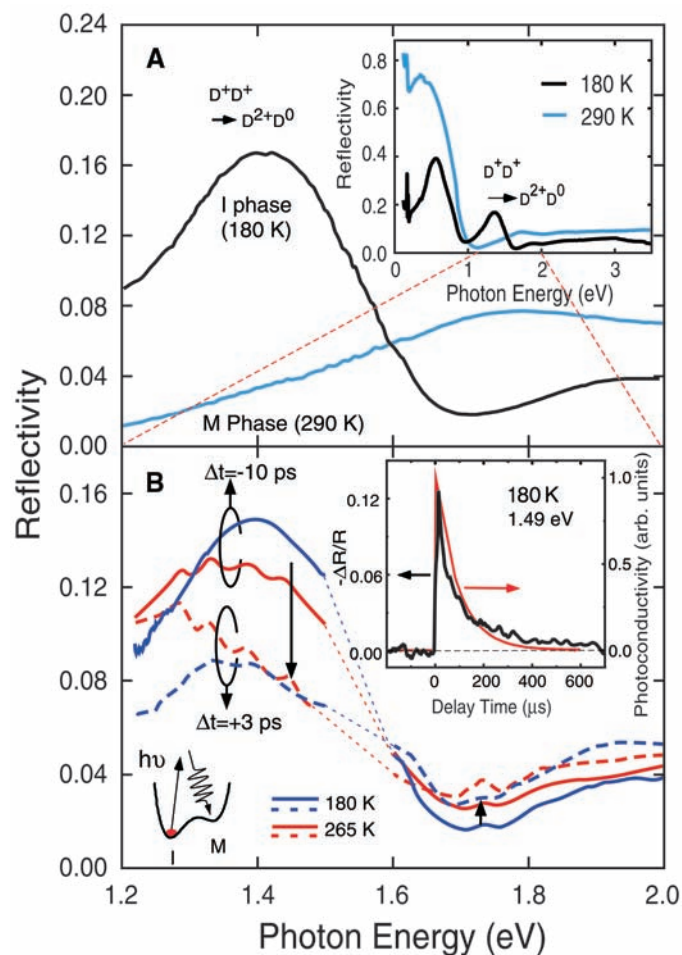 0.24
0.20
0.16
0.12
0.08
0.04
0.00
Reflectivity
A
D⁺D⁺
D²⁺D⁰
I phase
(180 K)
M Phase (290 K)
0.8
0.6
0.4
0.2
0.0
Reflectivity
180 K
290 K
D⁺D⁺
D²⁺D⁰
0 1 2 3
Photon Energy (eV)
B
Δt=-10 ps
Δt=+3 ps
0.16
0.12
0.08
0.04
0.00
hυ
I
M
180 K
265 K
-ΔR/R
0.12
0.06
0.00
180 K
1.49 eV
1.0
0.5
0.0
Photoconductivity (arb. units)
0 200 400 600
Delay Time (μs)
1.2 1.4 1.6 1.8 2.0
Photon Energy (eV)